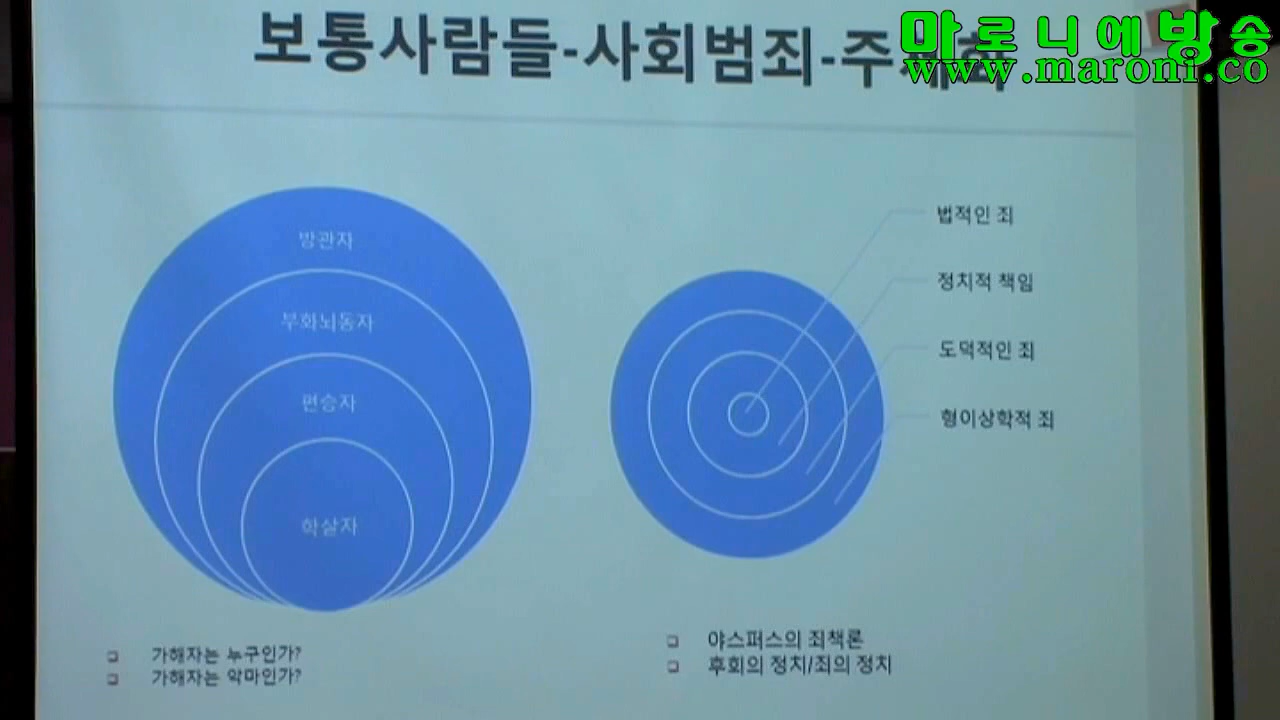 보통사람들-사회범죄-주체화
마로니에방송
www.maroni.co
방관자
부화뇌동자
편승자
학살자
법적인 죄
정치적 책임
도덕적인 죄
형이상학적 죄
가해자는 누구인가?
가해자는 악마인가?
야스퍼스의 죄책론
후회의 정치/죄의 정치